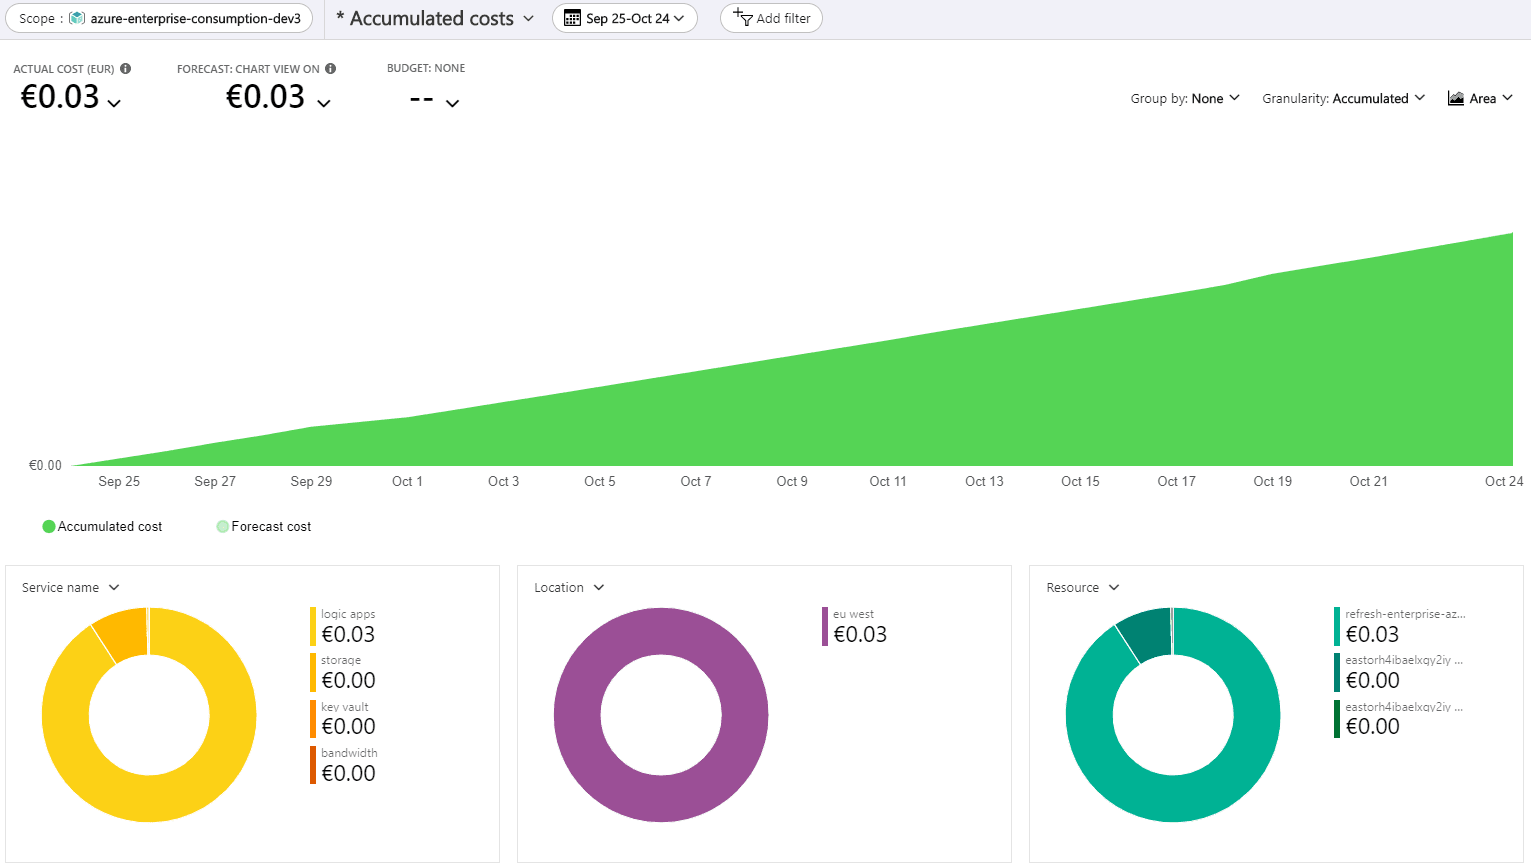 Scope : azure-enterprise-consumption-dev3
* Accumulated costs
Sep 25-Oct 24
Add filter
ACTUAL COST (EUR)
FORECAST: CHART VIEW ON
BUDGET: NONE
€0.03
€0.03
--
Group by: None
Granularity: Accumulated
Area
€0.00
Sep 25
Sep 27
Sep 29
Oct 1
Oct 3
Oct 5
Oct 7
Oct 9
Oct 11
Oct 13
Oct 15
Oct 17
Oct 19
Oct 21
Oct 24
Accumulated cost
Forecast cost
Service name
logic apps
€0.03
storage
€0.00
key vault
€0.00
bandwidth
€0.00
Location
eu west
€0.03
Resource
refresh-enterprise-az...
€0.03
eastorh4ibaelxqy2iy ...
€0.00
eastorh4ibaelxqy2iy ...
€0.00